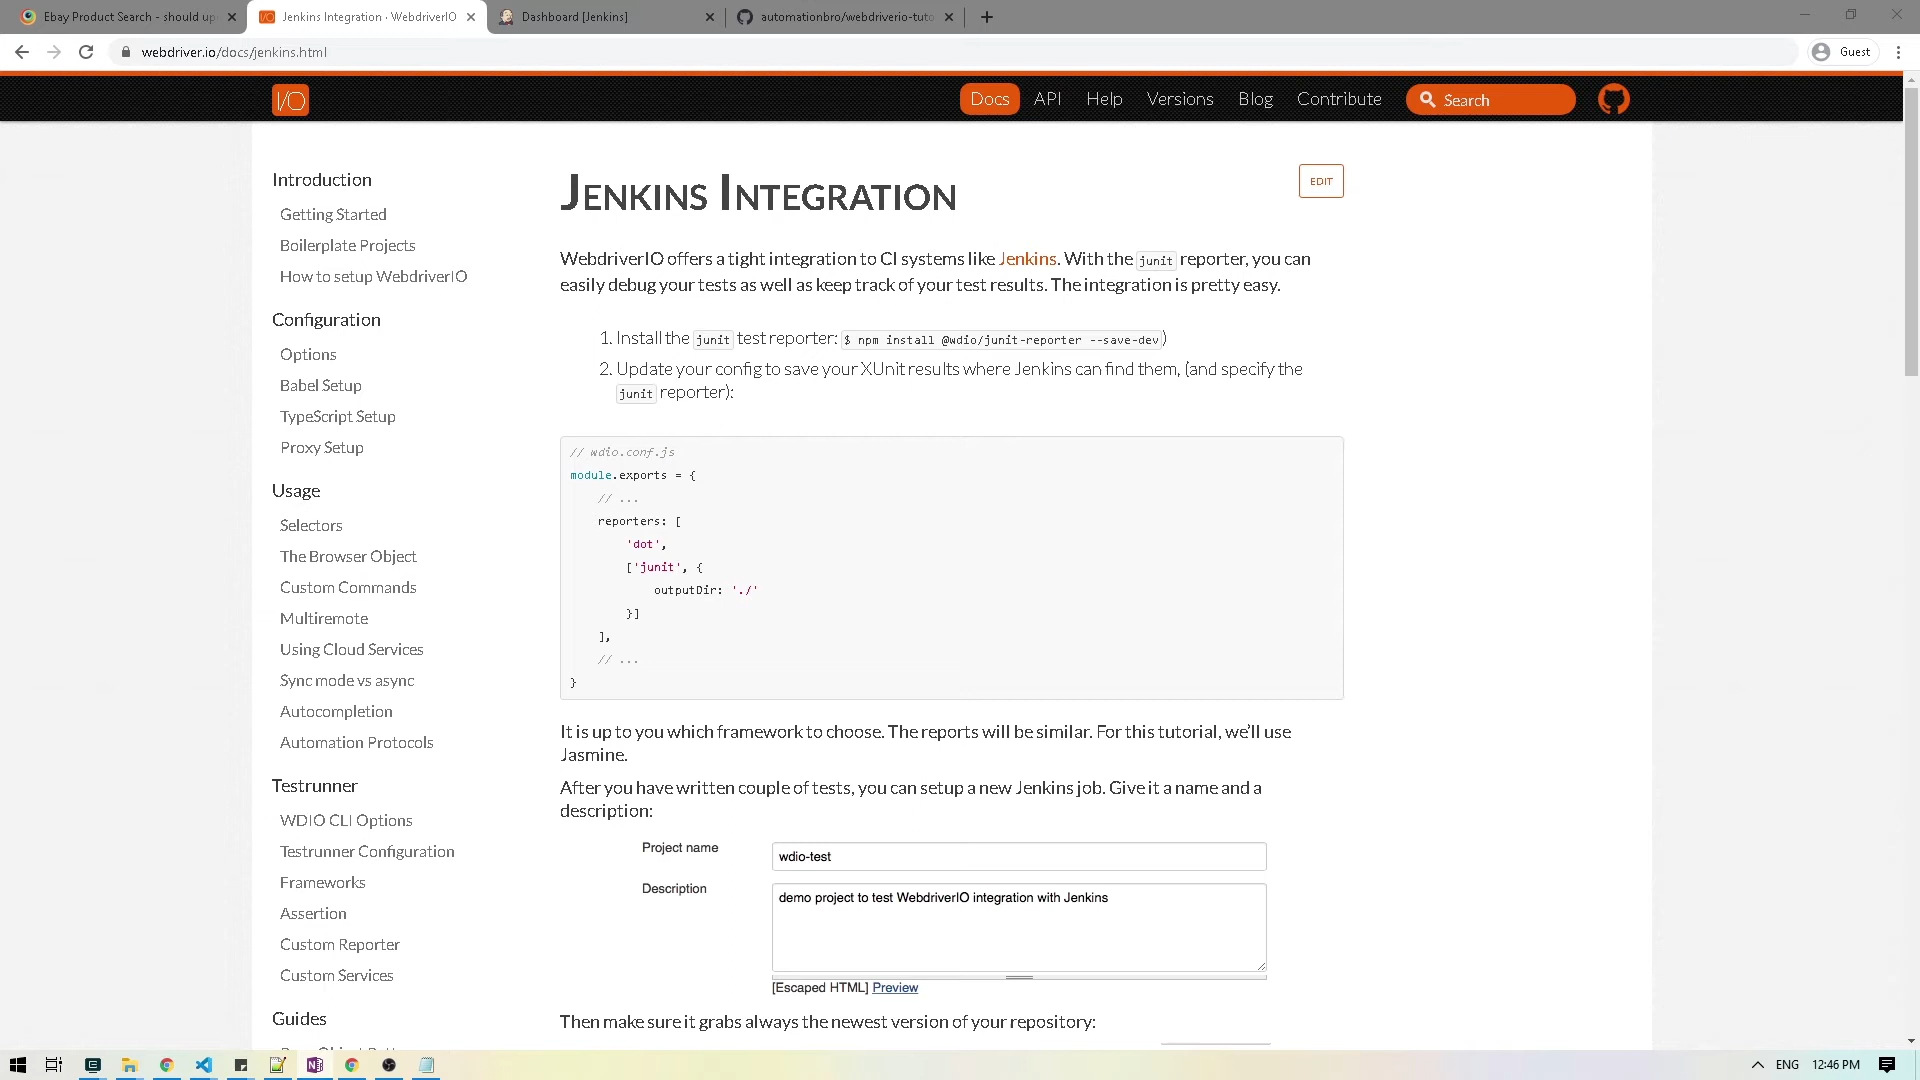 Ebay Product Search - should up
Jenkins Integration · WebdriverIO
Dashboard [Jenkins]
automationbro/webdriverio-tuto
webdriver.io/docs/jenkins.html
Guest
I/O
Docs
API
Help
Versions
Blog
Contribute
Search
Introduction
Getting Started
Boilerplate Projects
How to setup WebdriverIO
Configuration
Options
Babel Setup
TypeScript Setup
Proxy Setup
Usage
Selectors
The Browser Object
Custom Commands
Multiremote
Using Cloud Services
Sync mode vs async
Autocompletion
Automation Protocols
Testrunner
WDIO CLI Options
Testrunner Configuration
Frameworks
Assertion
Custom Reporter
Custom Services
Guides
Jenkins Integration
EDIT
WebdriverIO offers a tight integration to CI systems like Jenkins. With the junit reporter, you can
easily debug your tests as well as keep track of your test results. The integration is pretty easy.
1. Install the junit test reporter: $ npm install @wdio/junit-reporter --save-dev)
2. Update your config to save your XUnit results where Jenkins can find them, (and specify the
junit reporter):
// wdio.conf.js
module.exports = {
// ...
reporters: [
'dot',
['junit', {
outputDir: './'
}]
],
// ...
}
It is up to you which framework to choose. The reports will be similar. For this tutorial, we’ll use
Jasmine.
After you have written couple of tests, you can setup a new Jenkins job. Give it a name and a
description:
Project name
wdio-test
Description
demo project to test WebdriverIO integration with Jenkins
[Escaped HTML] Preview
Then make sure it grabs always the newest version of your repository:
ENG
12:46 PM